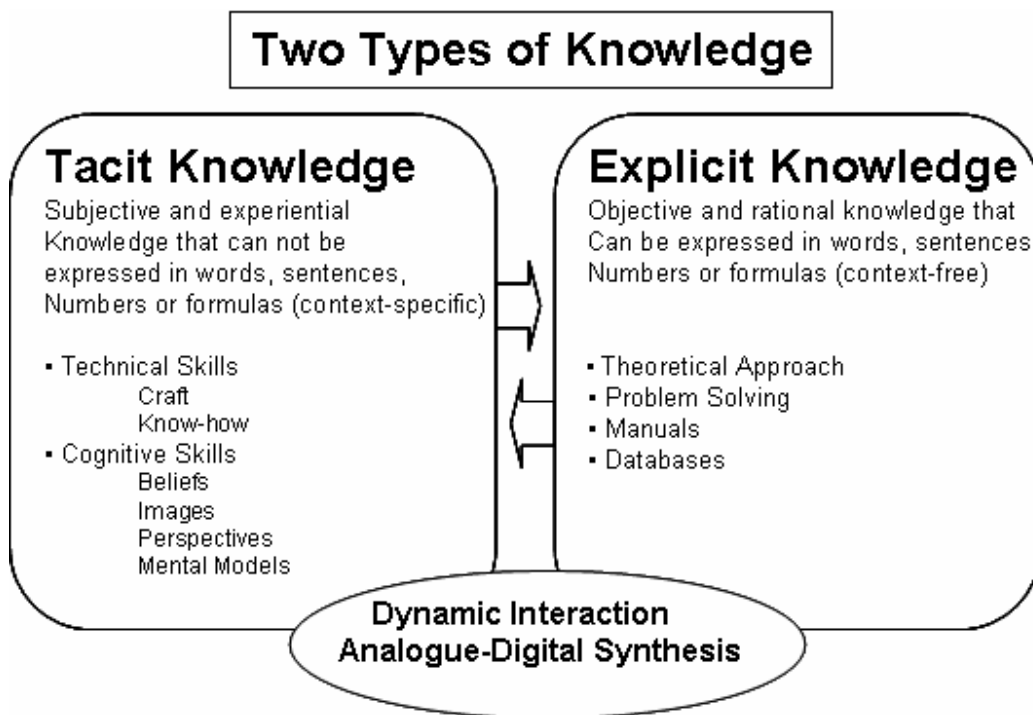 Two Types of Knowledge
Tacit Knowledge
Subjective and experiential
Knowledge that can not be
expressed in words, sentences,
Numbers or formulas (context-specific)
▪ Technical Skills
Craft
Know-how
▪ Cognitive Skills
Beliefs
Images
Perspectives
Mental Models
Explicit Knowledge
Objective and rational knowledge that
Can be expressed in words, sentences
Numbers or formulas (context-free)
▪ Theoretical Approach
▪ Problem Solving
▪ Manuals
▪ Databases
Dynamic Interaction
Analogue-Digital Synthesis